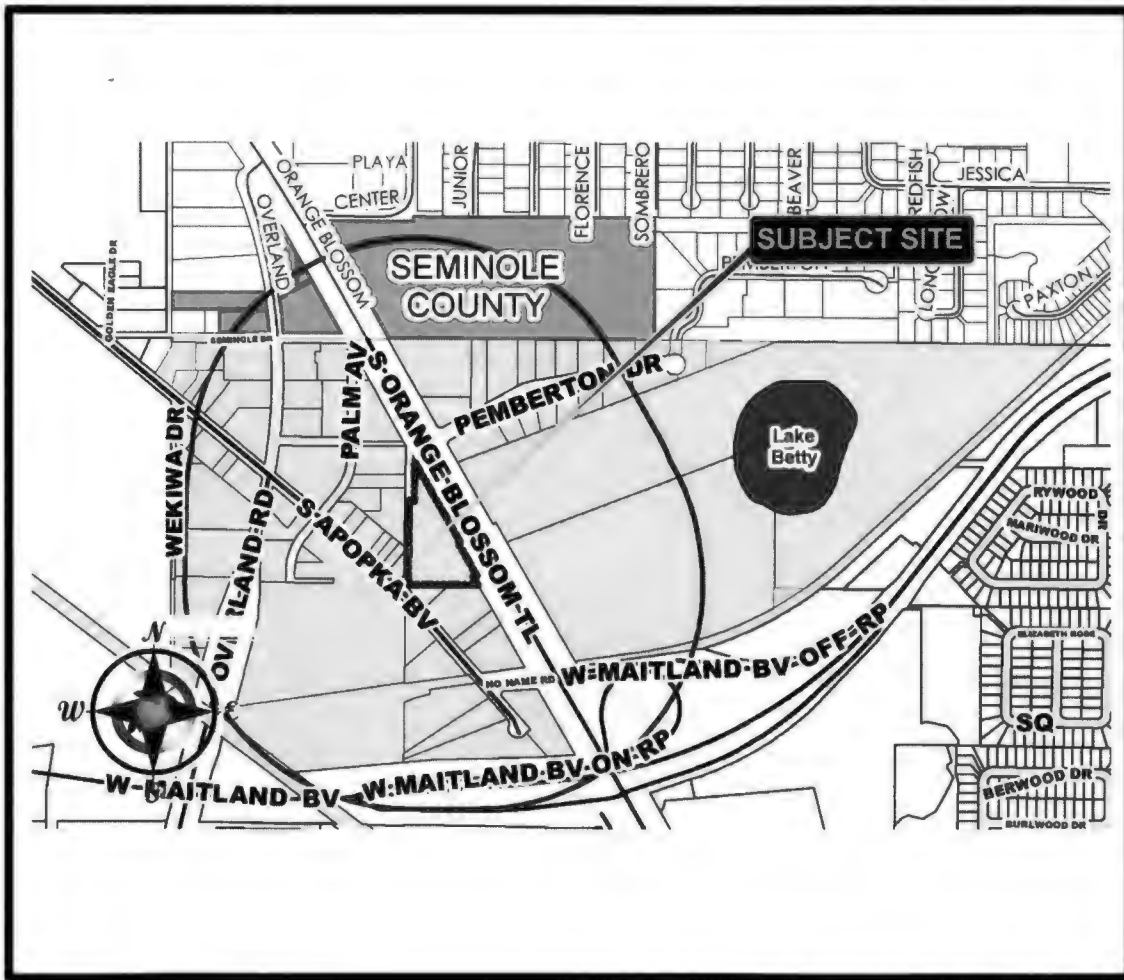 PLAYA
CENTER
JUNIOR
FLORENCE
SOMBRERO
BEAVER
REDFISH
JESSICA
ORANGE BLOSSOM
OVERLAND
SUBJECT SITE
PEMBERTON
PAXTON
SEMINOLE
COUNTY
GOLDEN EAGLE DR
SEMINOLE DR
PALM AV
S ORANGE BLOSSOM TL
PEMBERTON DR
WEKIWA DR
S APOPKA BV
Lake
Betty
RYWOOD
DR
MARIWOOD DR
N
W
E
S
NO NAME RD
W MAITLAND BV OFF RP
ELIZABETH ROSE
SQ
W MAITLAND BV
W MAITLAND BV ON RP
BERWOOD DR
BURLWOOD DR